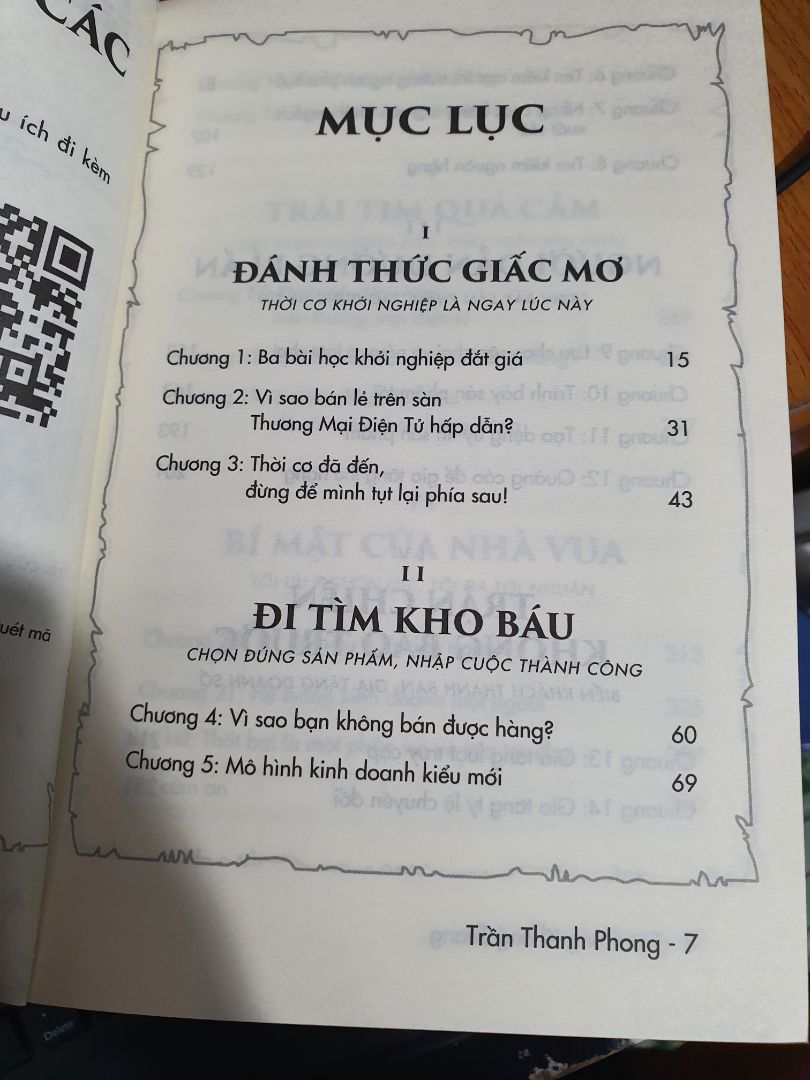 CÁC
ích đi kèm
quét mã
MỤC LỤC
I
ĐÁNH THỨC GIẤC MƠ
THỜI CƠ KHỞI NGHIỆP LÀ NGAY LÚC NÀY
Chương 1: Ba bài học khởi nghiệp đắt giá 15
Chương 2: Vì sao bán lẻ trên sàn
Thương Mại Điện Tử hấp dẫn? 31
Chương 3: Thời cơ đã đến,
đừng để mình tụt lại phía sau! 43
II
ĐI TÌM KHO BÁU
CHỌN ĐÚNG SẢN PHẨM, NHẬP CUỘC THÀNH CÔNG
Chương 4: Vì sao bạn không bán được hàng? 60
Chương 5: Mô hình kinh doanh kiểu mới 69
Trần Thanh Phong - 7
Delete